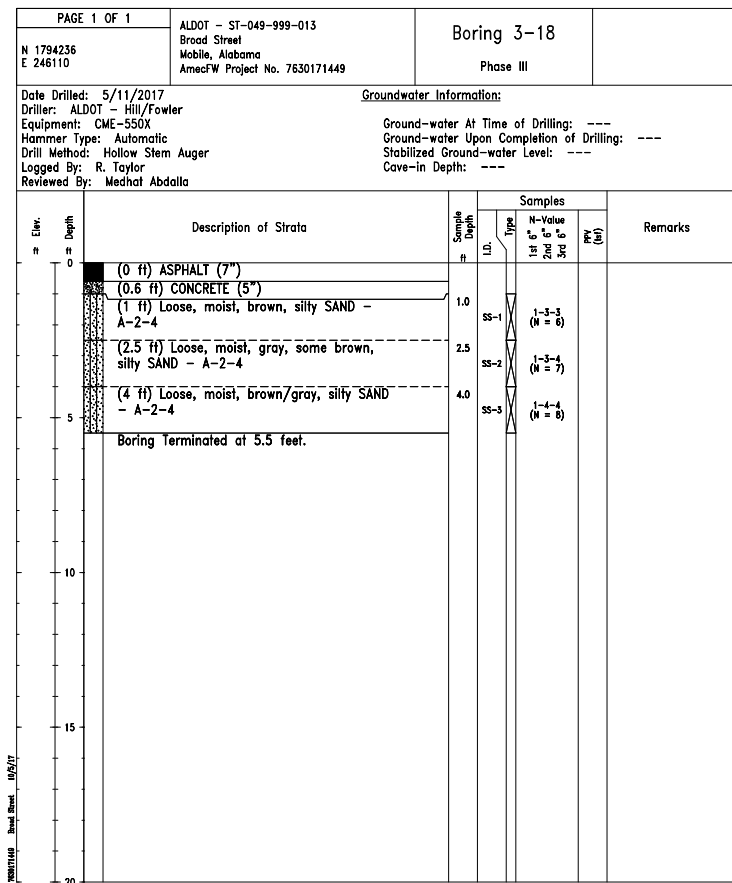 PAGE 1 OF 1
N 1794236
E 246110
ALDOT - ST-049-999-013
Broad Street
Mobile, Alabama
AmecFW Project No. 7630171449
Boring 3-18
Phase III
Date Drilled: 5/11/2017
Driller: ALDOT - Hill/Fowler
Equipment: CME-550X
Hammer Type: Automatic
Drill Method: Hollow Stem Auger
Logged By: R. Taylor
Reviewed By: Medhat Abdalla
Groundwater Information:
Ground-water At Time of Drilling: ---
Ground-water Upon Completion of Drilling: ---
Stabilized Ground-water Level: ---
Cave-in Depth: ---
Elev.
ft
Depth
ft
Description of Strata
Sample Depth
ft
Samples
I.D.
Type
N-Value
1st 6"
2nd 6"
3rd 6"
PPV
(tsf)
Remarks
0
(0 ft) ASPHALT (7")
(0.6 ft) CONCRETE (5")
(1 ft) Loose, moist, brown, silty SAND -
A-2-4
1.0
SS-1
1-3-3
(N = 6)
(2.5 ft) Loose, moist, gray, some brown,
silty SAND - A-2-4
2.5
SS-2
1-3-4
(N = 7)
(4 ft) Loose, moist, brown/gray, silty SAND
- A-2-4
4.0
SS-3
1-4-4
(N = 8)
5
Boring Terminated at 5.5 feet.
10
15
20
7630171449 Broad Street 10/5/17